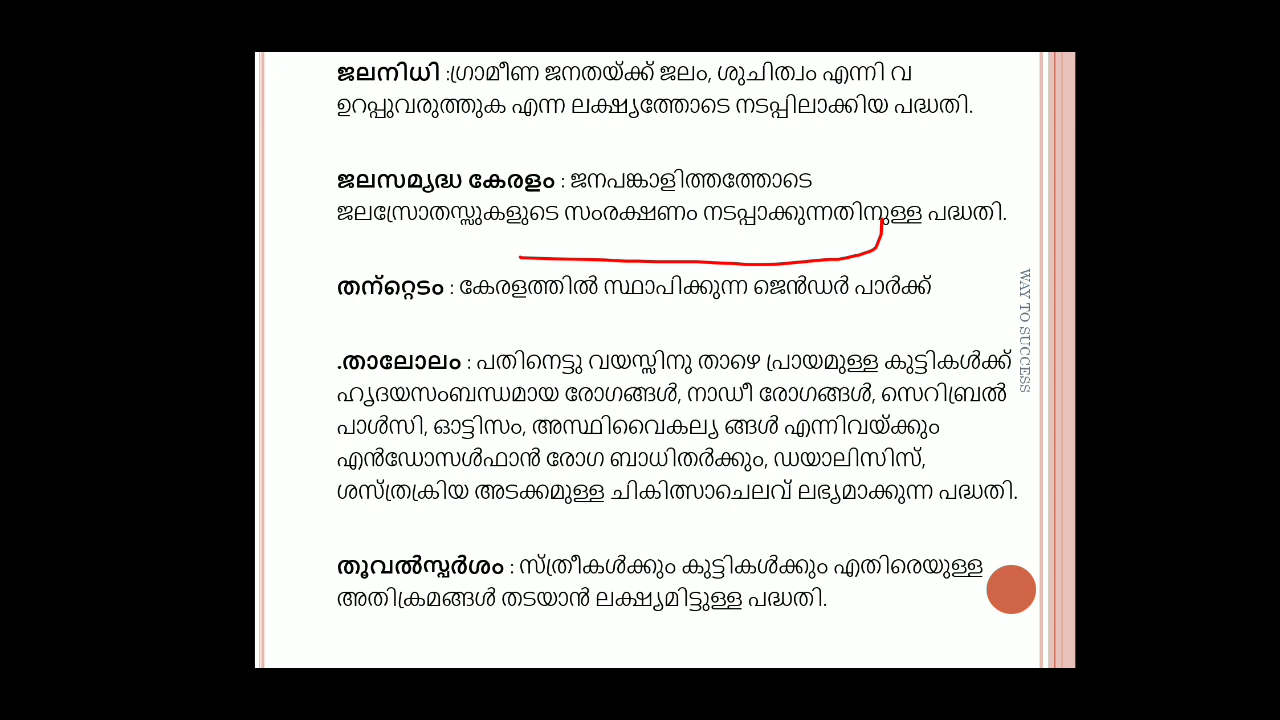 ജലനിധി :ഗ്രാമീണ ജനതയ്ക്ക് ജലം, ശുചിത്വം എന്നി വ
ഉറപ്പുവരുത്തുക എന്ന ലക്ഷ്യത്തോടെ നടപ്പിലാക്കിയ പദ്ധതി.
ജലസമൃദ്ധ കേരളം : ജനപങ്കാളിത്തത്തോടെ
ജലസ്രോതസ്സുകളുടെ സംരക്ഷണം നടപ്പാക്കുന്നതിനുള്ള പദ്ധതി.
തന്റ്റെടം : കേരളത്തിൽ സ്ഥാപിക്കുന്ന ജെൻഡർ പാർക്ക്
.താലോലം : പതിനെട്ടു വയസ്സിനു താഴെ പ്രായമുള്ള കുട്ടികൾക്ക്
ഹൃദയസംബന്ധമായ രോഗങ്ങൾ, നാഡീ രോഗങ്ങൾ, സെറിബ്രൽ
പാൾസി, ഓട്ടിസം, അസ്ഥിവൈകല്യ ങ്ങൾ എന്നിവയ്ക്കും
എൻഡോസൾഫാൻ രോഗ ബാധിതർക്കും, ഡയാലിസിസ്,
ശസ്ത്രക്രിയ അടക്കമുള്ള ചികിത്സാചെലവ് ലഭ്യമാക്കുന്ന പദ്ധതി.
തൂവൽസ്പർശം : സ്ത്രീകൾക്കും കുട്ടികൾക്കും എതിരെയുള്ള
അതിക്രമങ്ങൾ തടയാൻ ലക്ഷ്യമിട്ടുള്ള പദ്ധതി.
WAY TO SUCCESS